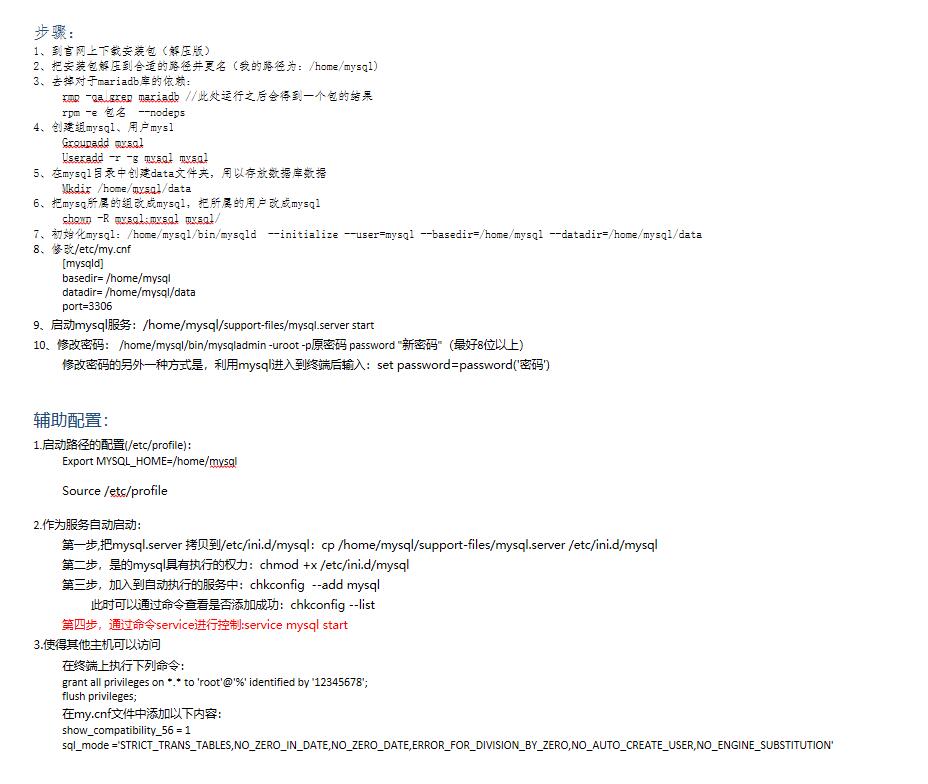 步骤：
1、到官网上下载安装包（解压版）
2、把安装包解压到合适的路径并更名（我的路径为：/home/mysql）
3、去掉对于mariadb库的依赖：
rmp -qa|grep mariadb //此处运行之后会得到一个包的结果
rpm -e 包名 --nodeps
4、创建组mysql、用户mysl
Groupadd mysql
Useradd -r -g mysql mysql
5、在mysql目录中创建data文件夹，用以存放数据库数据
Mkdir /home/mysql/data
6、把mysq所属的组改成mysql，把所属的用户改成mysql
chown -R mysql:mysql mysql/
7、初始化mysql：/home/mysql/bin/mysqld --initialize --user=mysql --basedir=/home/mysql --datadir=/home/mysql/data
8、修改/etc/my.cnf
[mysqld]
basedir= /home/mysql
datadir= /home/mysql/data
port=3306
9、启动mysql服务：/home/mysql/support-files/mysql.server start
10、修改密码： /home/mysql/bin/mysqladmin -uroot -p原密码 password "新密码"（最好8位以上）
修改密码的另外一种方式是，利用mysql进入到终端后输入：set password=password('密码')
辅助配置：
1.启动路径的配置(/etc/profile)：
Export MYSQL_HOME=/home/mysql
Source /etc/profile
2.作为服务自动启动：
第一步,把mysql.server 拷贝到/etc/ini.d/mysql：cp /home/mysql/support-files/mysql.server /etc/ini.d/mysql
第二步，是的mysql具有执行的权力：chmod +x /etc/ini.d/mysql
第三步，加入到自动执行的服务中：chkconfig --add mysql
此时可以通过命令查看是否添加成功：chkconfig --list
第四步，通过命令service进行控制:service mysql start
3.使得其他主机可以访问
在终端上执行下列命令：
grant all privileges on *.* to 'root'@'%' identified by '12345678';
flush privileges;
在my.cnf文件中添加以下内容：
show_compatibility_56 = 1
sql_mode ='STRICT_TRANS_TABLES,NO_ZERO_IN_DATE,NO_ZERO_DATE,ERROR_FOR_DIVISION_BY_ZERO,NO_AUTO_CREATE_USER,NO_ENGINE_SUBSTITUTION'